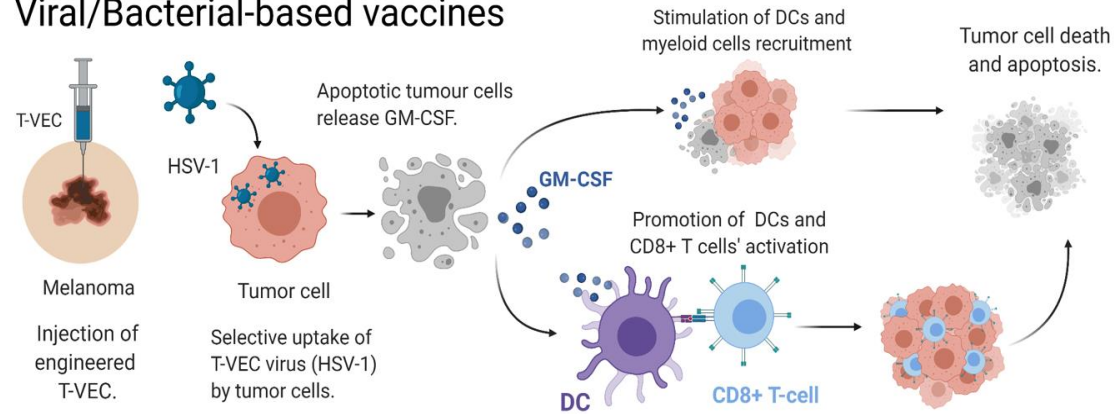 Viral/Bacterial-based vaccines
T-VEC
Melanoma
Injection of
engineered
T-VEC.
HSV-1
Tumor cell
Selective uptake of
T-VEC virus (HSV-1)
by tumor cells.
Apoptotic tumour cells
release GM-CSF.
GM-CSF
Stimulation of DCs and
myeloid cells recruitment
Promotion of DCs and
CD8+ T cells' activation
DC
CD8+ T-cell
Tumor cell death
and apoptosis.